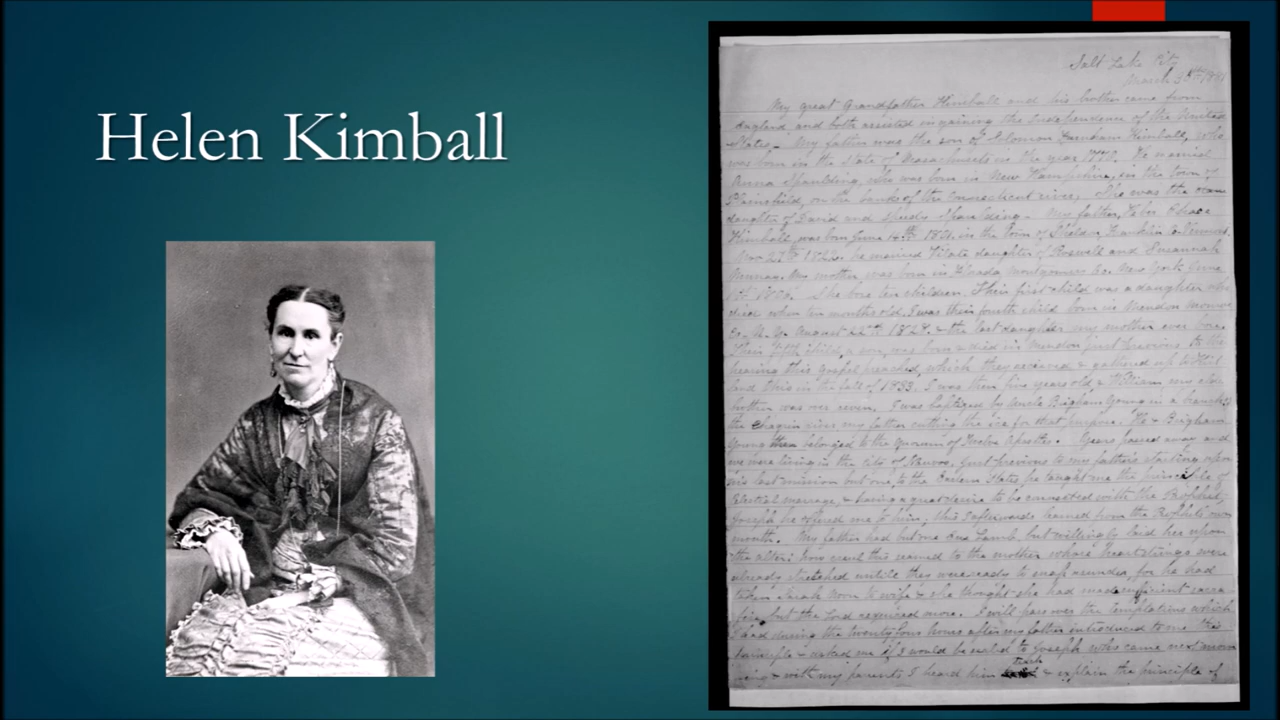 Helen Kimball
Salt Lake City
March 30th 1881
My great Grandfather Kimball and his brother came from
England and both assisted in gaining the Independence of the United
States - My father was the son of Solomon Farnham Kimball, who
was born in the State of Massachusets in the year 1770. He married
Anna Spaulding, who was born in New Hampshire, in the town of
Plainfield, on the banks of the Connecticut river. She was the
daughter of Daniel and Speedy Spaulding - My father, Heber Chase
Kimball, was born June 14th 1801, in the Town of Sheldon Franklin Co Vermont.
Nov 27th 1822, he married Vilate daughter of Roswell and Susannah
Murray. My mother was born in Florida montgomery Co. New York June
1st 1806. She bore ten children. Their first child was a daughter who
died when ten months old. I was their fourth child born in Mendon Monroe
Co. N. Y. August 22nd 1828. & the last daughter my mother ever bore.
Their fifth child, a son, was born & died in Mendon just previous to the
hearing this gospel preached, which they received & gathered up to Kirt
land Ohio in the fall of 1833. I was then five years old & William my
brother was over seven. I was baptized by uncle Brigham Young in a
the Chagrin river my father cutting the ice for that purpose. He & Brigham
Young then belonged to the quorum of Twelve Apostles. Years passed away and
we were living in the city of Nauvoo. Just previous to my father's starting upon
his last mission but one, to the Eastern States, he taught me the principle of
Celestial marriage, & having a great desire to be connected with the Prophet,
Joseph, he offered me to him; this I afterwards learned from the Prophet's own
mouth. My father had but one Ewe Lamb, but willingly laid her upon
the alter: how cruel this seemed to the mother whose heartstrings were
already stretched untill they were ready to snap asunder, for he had
taken Sarah Noon to wife & she thought she had made sufficient sacri
fise, but the Lord required more. I will pass over the temptations which
I had during the twenty four hours after my father introduced to me this
principle & asked me if I would be sealed to Joseph who came next morn
ing & with my parents I heard him teach & explain the principle of